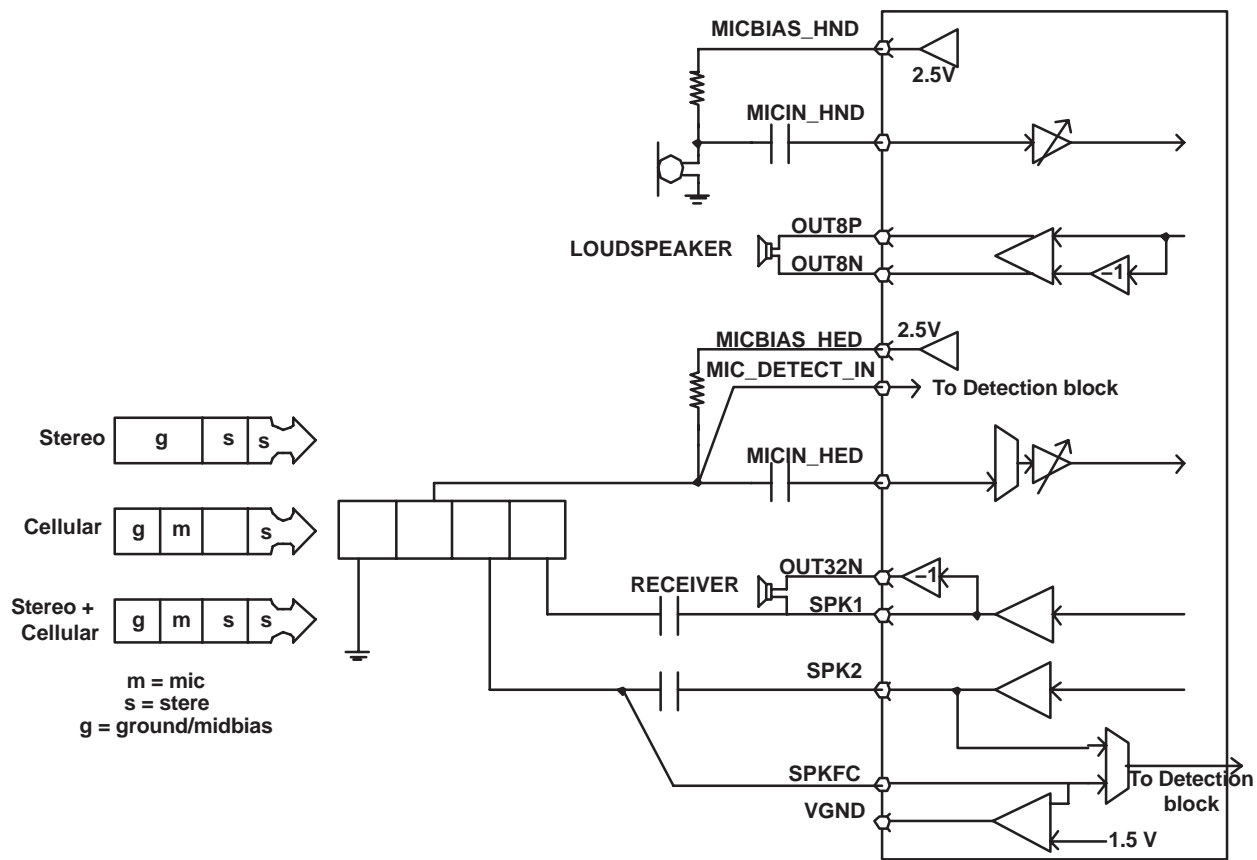 MICBIAS_HND
2.5V
MICIN_HND
OUT8P
LOUDSPEAKER
OUT8N
–1
MICBIAS_HED
2.5V
MIC_DETECT_IN
To Detection block
Stereo
g s s
MICIN_HED
Cellular
g m s
OUT32N
–1
RECEIVER
SPK1
Stereo +
Cellular
g m s s
m = mic
s = stere
g = ground/midbias
SPK2
SPKFC
To Detection
block
VGND
1.5 V